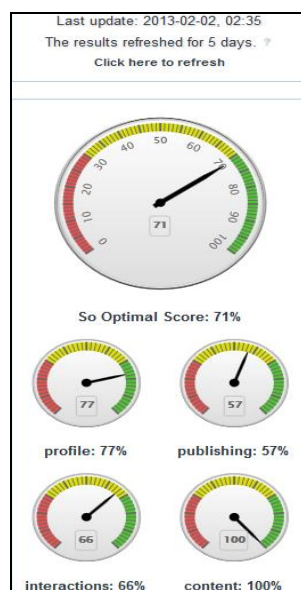 Last update: 2013-02-02, 02:35
The results refreshed for 5 days. ?
Click here to refresh
0 10 20 30 40 50 60 70 80 90 100
71
So Optimal Score: 71%
77 57
profile: 77% publishing: 57%
66 100
interactions: 66% content: 100%